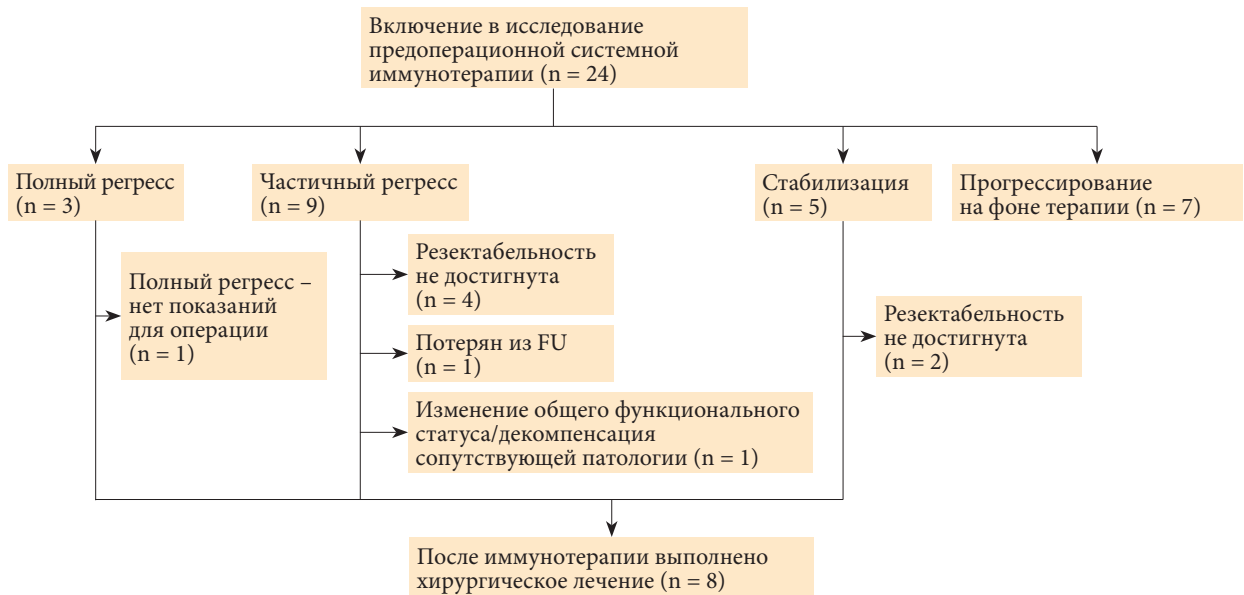 Включение в исследование
предоперационной системной
иммунотерапии (n = 24)
Полный регресс
(n = 3)
Частичный регресс
(n = 9)
Стабилизация
(n = 5)
Прогрессирование
на фоне терапии (n = 7)
Полный регресс –
нет показаний
для операции
(n = 1)
Резектабельность
не достигнута
(n = 4)
Потерян из FU
(n = 1)
Изменение общего функционального
статуса/декомпенсация
сопутствующей патологии (n = 1)
Резектабельность
не достигнута
(n = 2)
После иммунотерапии выполнено
хирургическое лечение (n = 8)